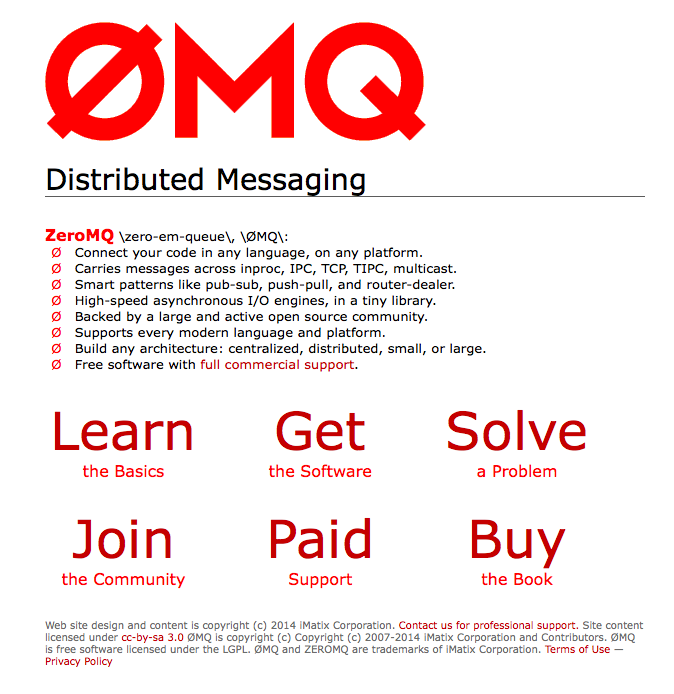 ØMQ
Distributed Messaging
ZeroMQ \zero-em-queue\, \ØMQ\:
Ø Connect your code in any language, on any platform.
Ø Carries messages across inproc, IPC, TCP, TIPC, multicast.
Ø Smart patterns like pub-sub, push-pull, and router-dealer.
Ø High-speed asynchronous I/O engines, in a tiny library.
Ø Backed by a large and active open source community.
Ø Supports every modern language and platform.
Ø Build any architecture: centralized, distributed, small, or large.
Ø Free software with full commercial support.
Learn
the Basics
Get
the Software
Solve
a Problem
Join
the Community
Paid
Support
Buy
the Book
Web site design and content is copyright (c) 2014 iMatix Corporation. Contact us for professional support. Site content
licensed under cc-by-sa 3.0 ØMQ is copyright (c) Copyright (c) 2007-2014 iMatix Corporation and Contributors. ØMQ
is free software licensed under the LGPL. ØMQ and ZEROMQ are trademarks of iMatix Corporation. Terms of Use —
Privacy Policy